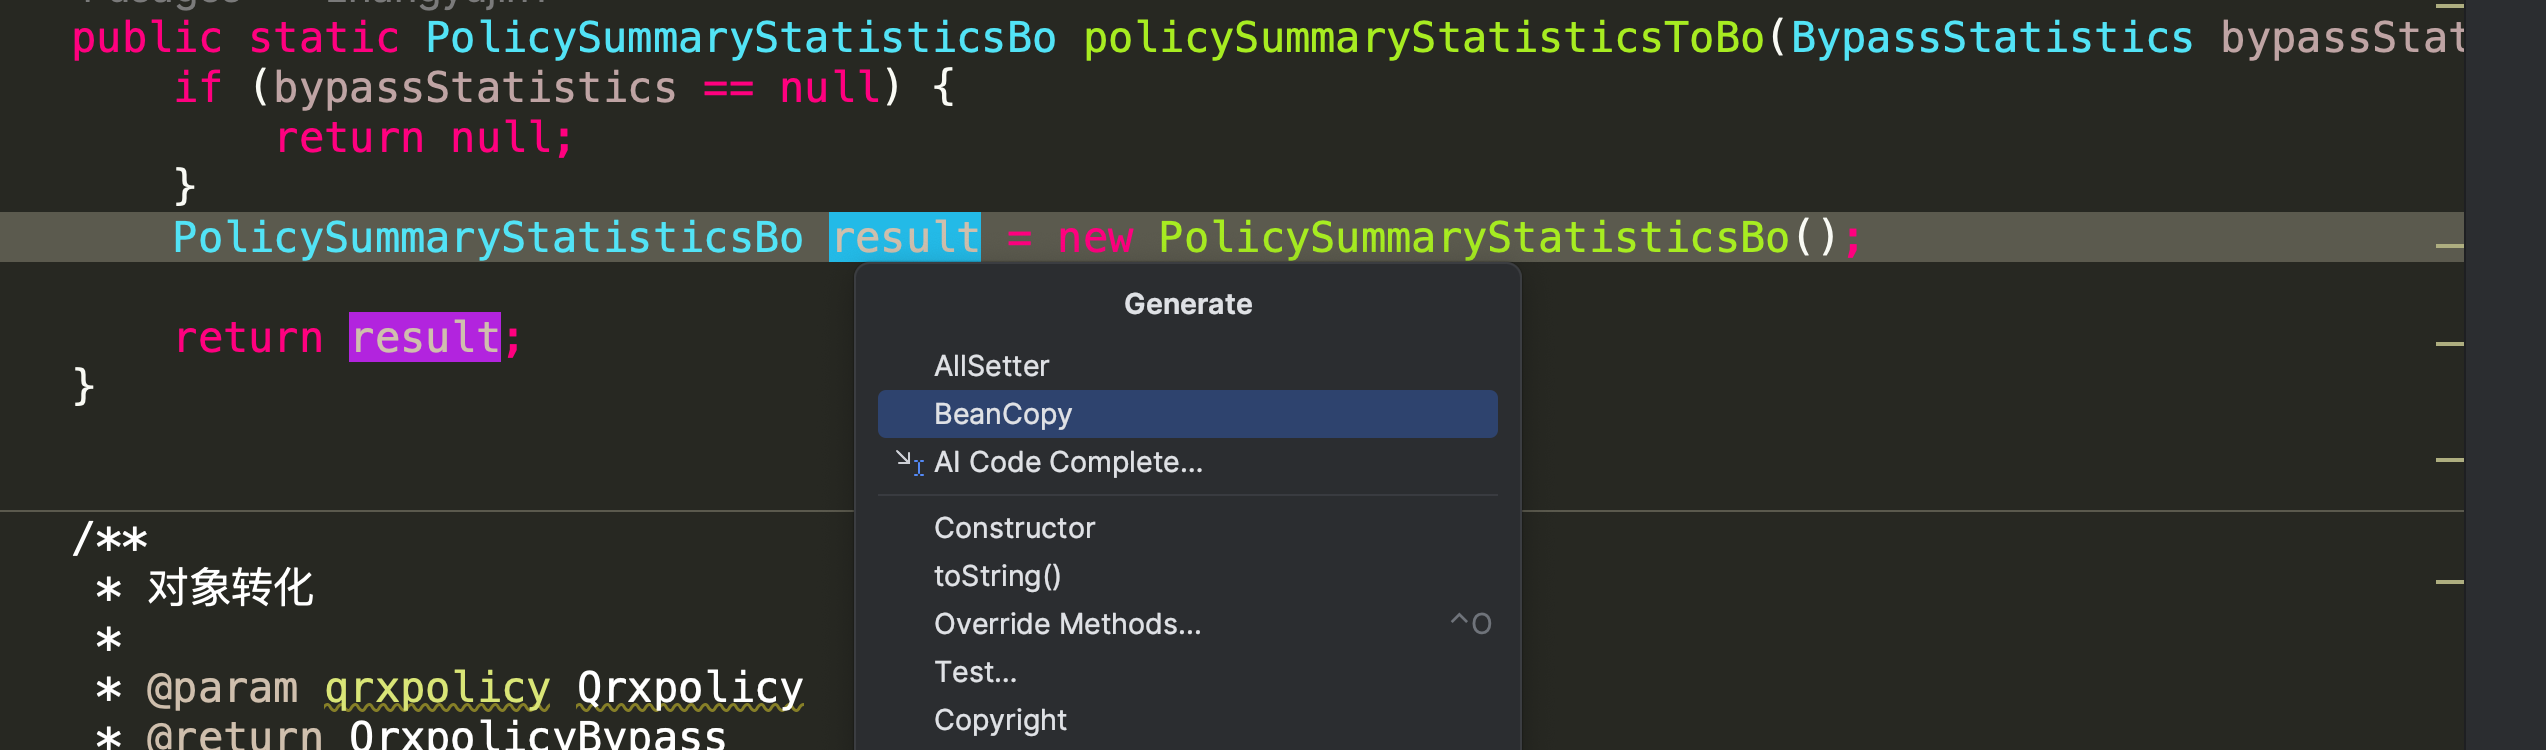 public static PolicySummaryStatisticsBo policySummaryStatisticsToBo(BypassStatistics bypassStat
if (bypassStatistics == null) {
return null;
}
PolicySummaryStatisticsBo result = new PolicySummaryStatisticsBo();
return result;
}
Generate
AllSetter
BeanCopy
AI Code Complete...
Constructor
toString()
Override Methods... ^O
Test...
Copyright
/**
* 对象转化
*
* @param qrxpolicy Qrxpolicy
* @return QrxpolicyBypass